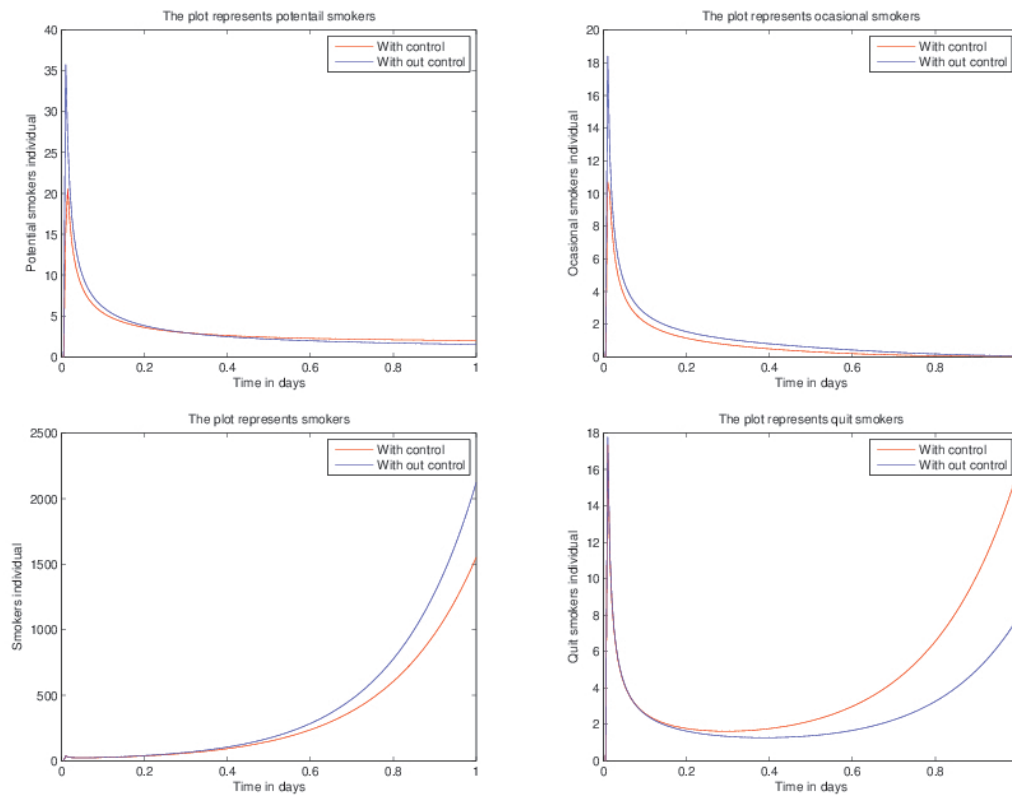 The plot represents potentail smokers
40
35
30
25
20
15
10
5
0
0
0.2
0.4
0.6
0.8
1
Potential smokers individual
Time in days
With control
With out control
The plot represents ocasional smokers
20
18
16
14
12
10
8
6
4
2
0
0
0.2
0.4
0.6
0.8
Ocasional smokers individual
Time in days
With control
With out control
The plot represents smokers
2500
2000
1500
1000
500
0
0
0.2
0.4
0.6
0.8
1
Smokers individual
Time in days
With control
With out control
The plot represents quit smokers
18
16
14
12
10
8
6
4
2
0
0
0.2
0.4
0.6
0.8
Quit smokers individual
Time in days
With control
With out control